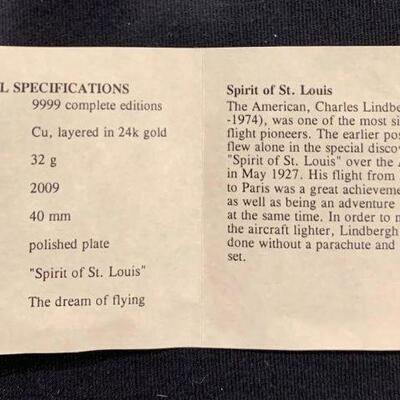 L SPECIFICATIONS
9999 complete editions
Cu, layered in 24k gold
32 g
2009
40 mm
polished plate
"Spirit of St. Louis"
The dream of flying
Spirit of St. Louis
The American, Charles Lindbe
-1974), was one of the most si
flight pioneers. The earlier pos
flew alone in the special disco
"Spirit of St. Louis" over the A
in May 1927. His flight from
to Paris was a great achieveme
as well as being an adventure
at the same time. In order to m
the aircraft lighter, Lindbergh
done without a parachute and
set.